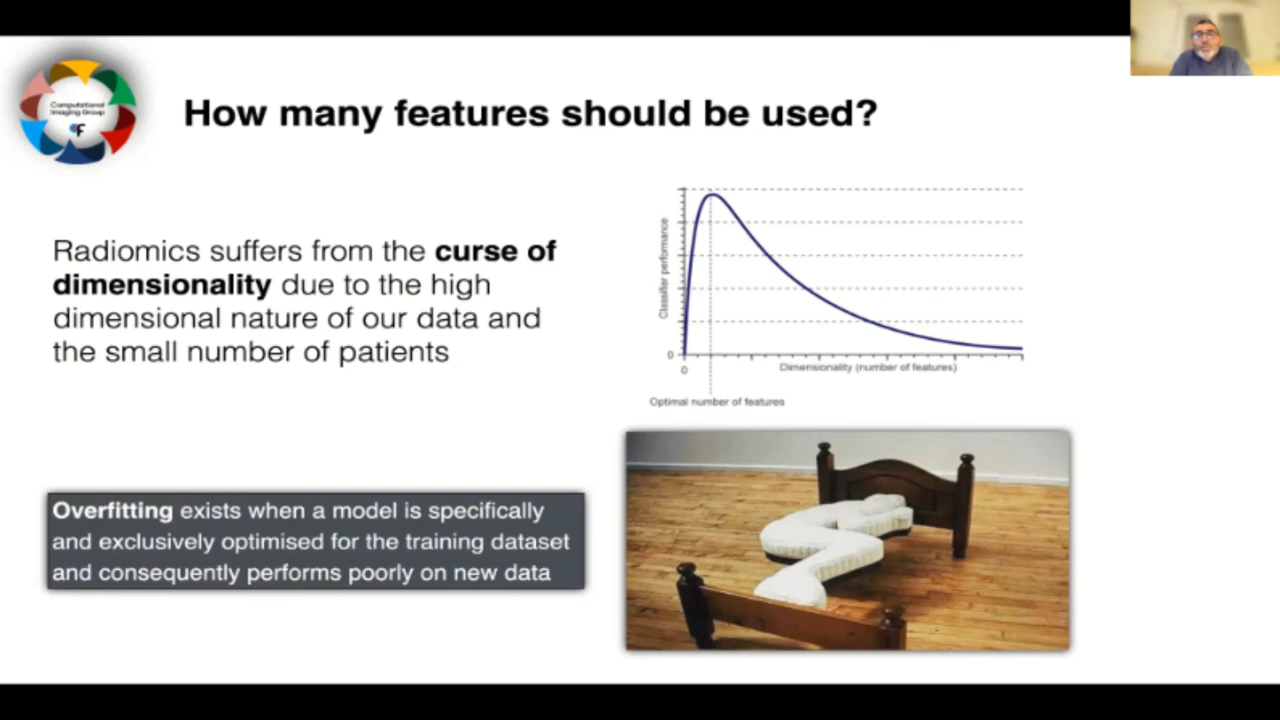 Computational
Imaging Group
How many features should be used?
Radiomics suffers from the curse of
dimensionality due to the high
dimensional nature of our data and
the small number of patients
Classifier performance
0
0
Dimensionality (number of features)
Optimal number of features
Overfitting exists when a model is specifically
and exclusively optimised for the training dataset
and consequently performs poorly on new data